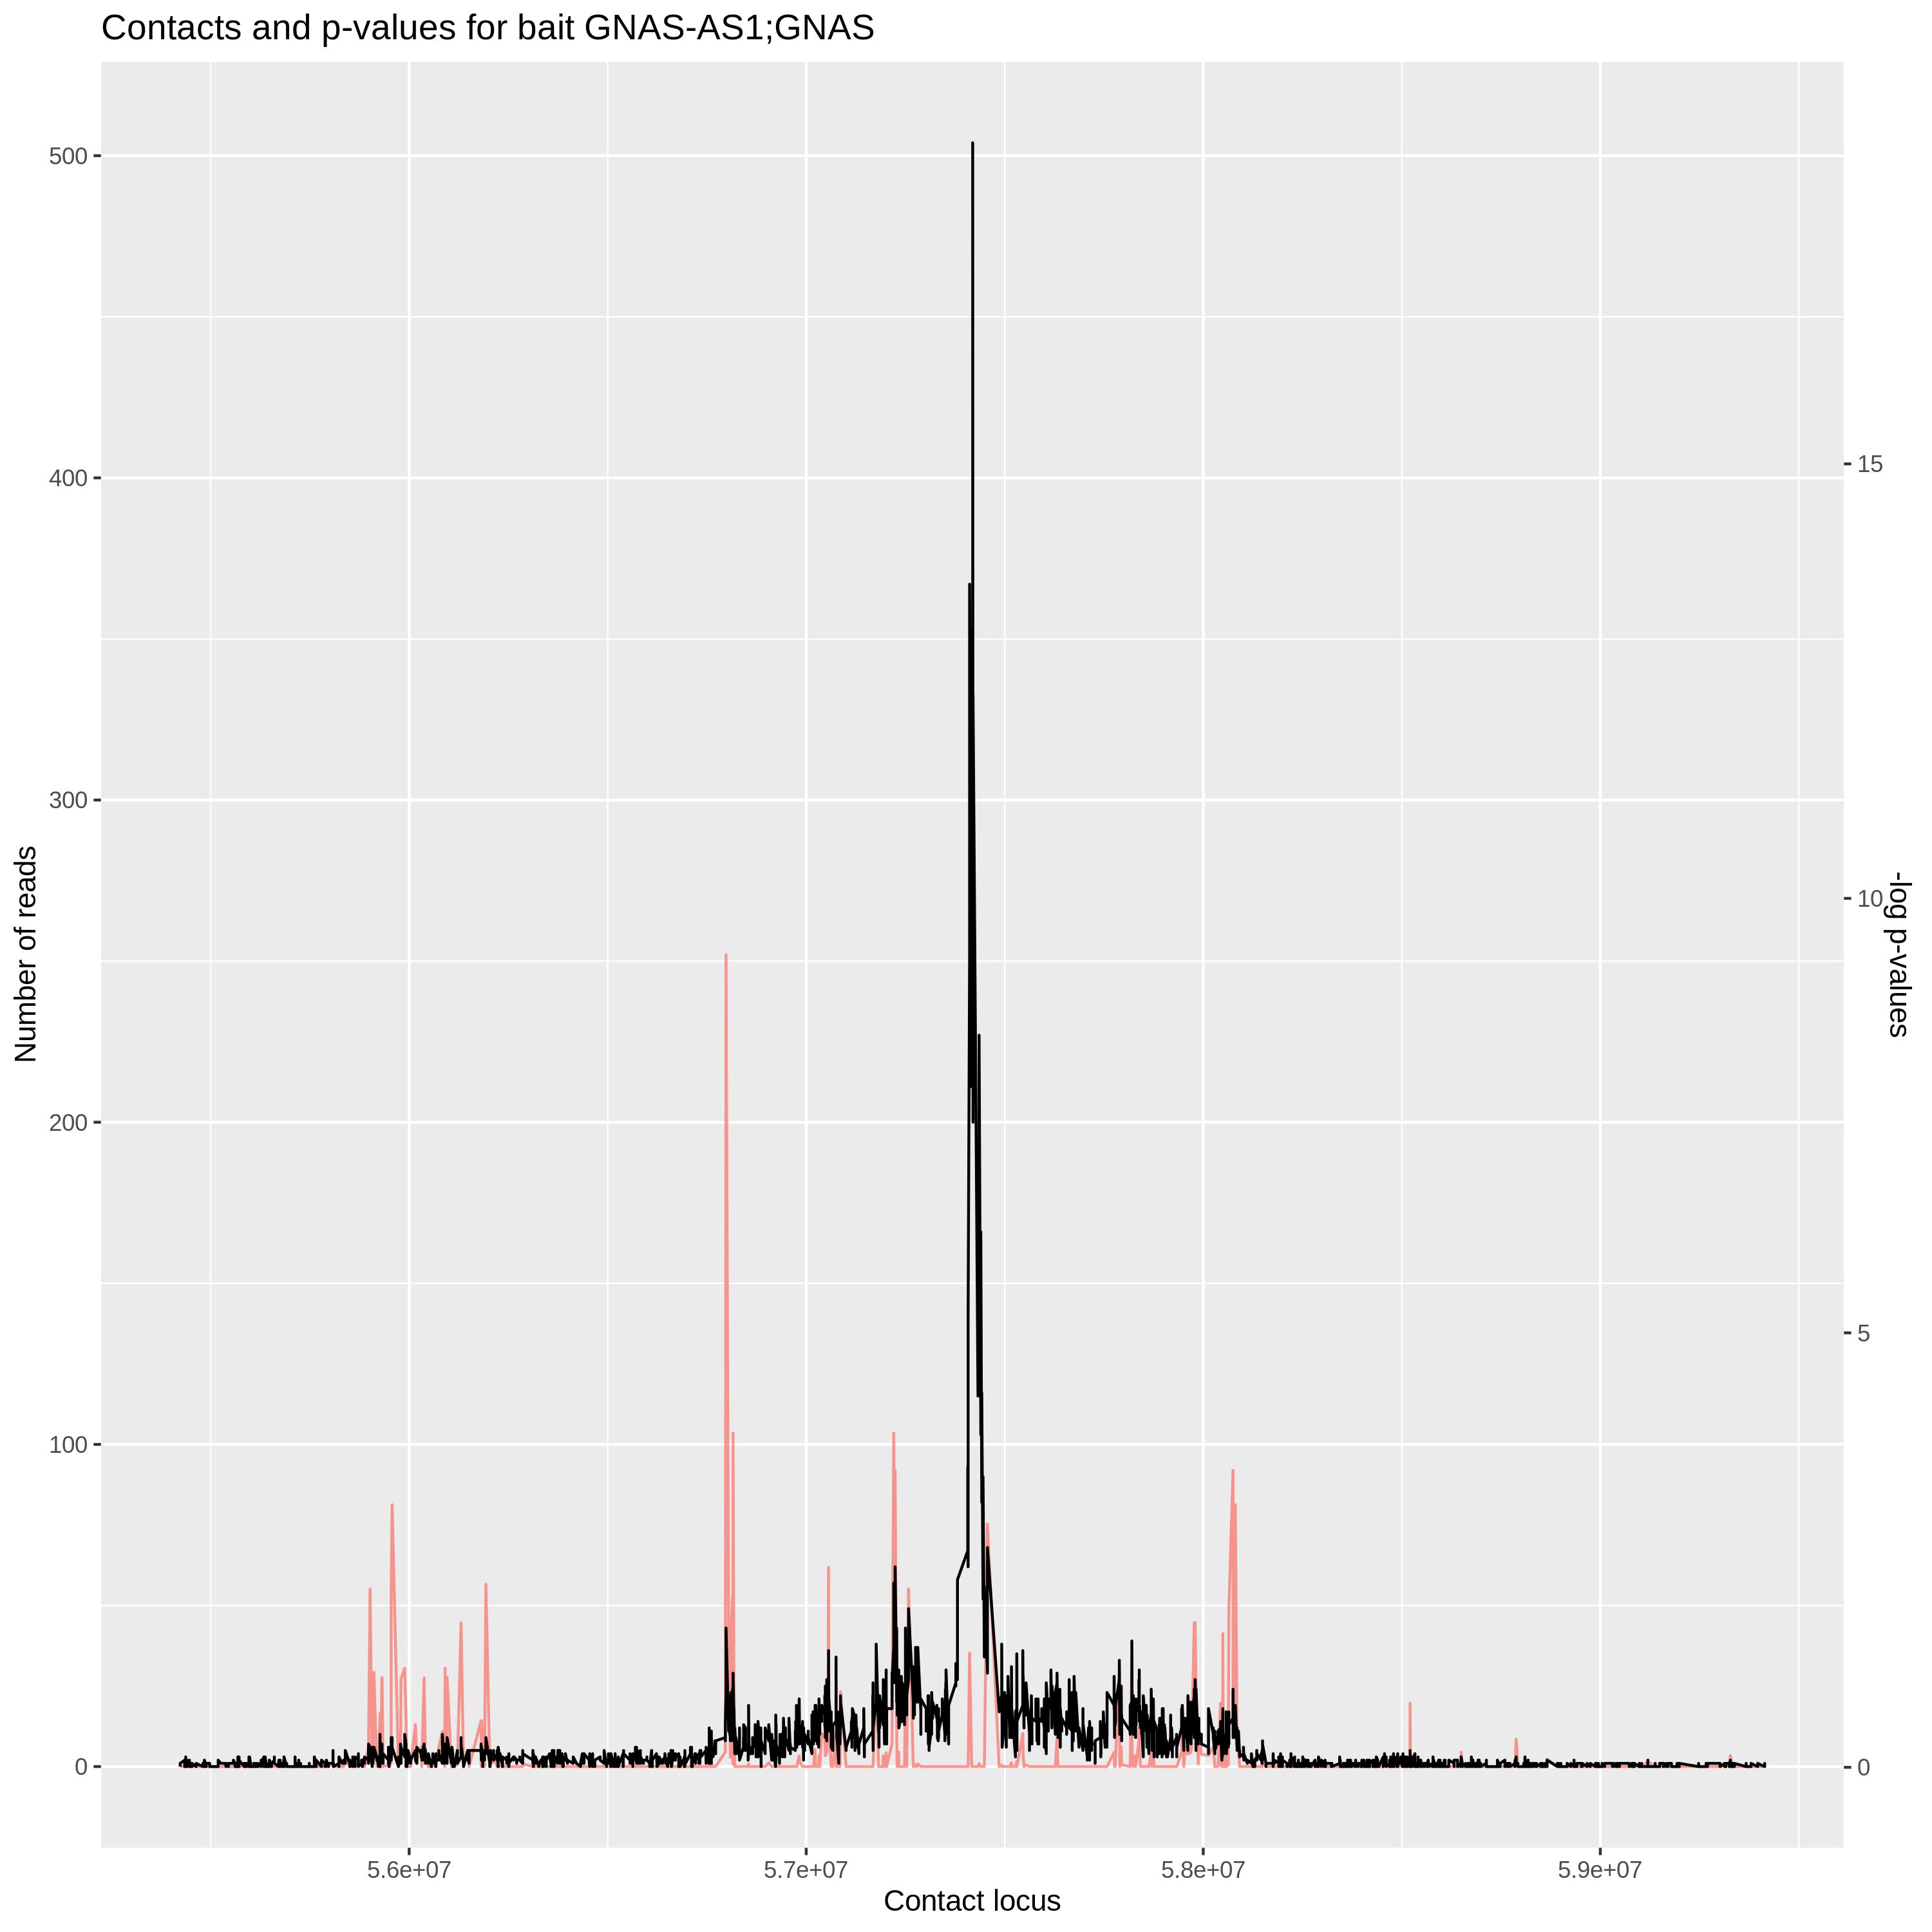 Contacts and p-values for bait GNAS-AS1;GNAS
500
400
300
200
100
0
Number of reads
15
10
5
0
-log p-values
5.6e+07
5.7e+07
5.8e+07
5.9e+07
Contact locus